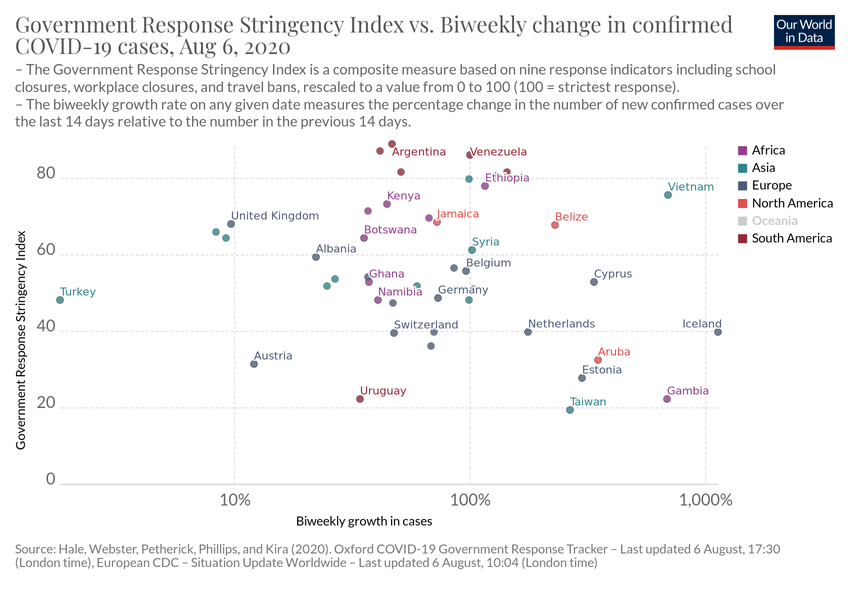 Government Response Stringency Index vs. Biweekly change in confirmed
COVID-19 cases, Aug 6, 2020
Our World
in Data
– The Government Response Stringency Index is a composite measure based on nine response indicators including school
closures, workplace closures, and travel bans, rescaled to a value from 0 to 100 (100 = strictest response).
– The biweekly growth rate on any given date measures the percentage change in the number of new confirmed cases over
the last 14 days relative to the number in the previous 14 days.
Argentina
Venezuela
80
Ethiopia
Vietnam
Kenya
United Kingdom
Jamaica
Belize
Botswana
Syria
60
Albania
Belgium
Ghana
Cyprus
Turkey
Namibia
Germany
40
Switzerland
Netherlands
Iceland
Austria
Aruba
Estonia
Uruguay
Gambia
20
Taiwan
0
10%
100%
1,000%
Government Response Stringency Index
Biweekly growth in cases
Africa
Asia
Europe
North America
Oceania
South America
Source: Hale, Webster, Petherick, Phillips, and Kira (2020). Oxford COVID-19 Government Response Tracker – Last updated 6 August, 17:30
(London time), European CDC – Situation Update Worldwide – Last updated 6 August, 10:04 (London time)